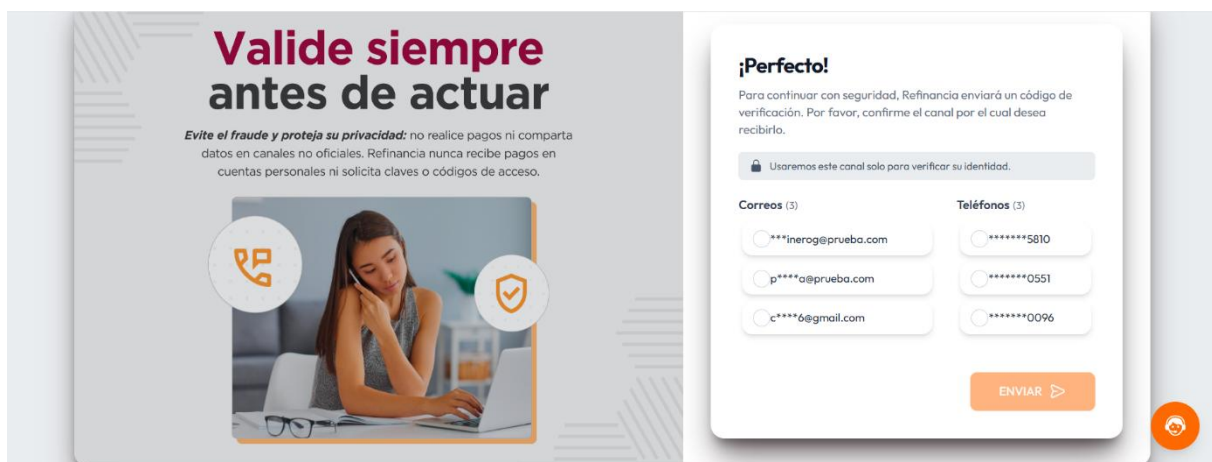 Valide siempre
antes de actuar
Evite el fraude y proteja su privacidad: no realice pagos ni comparta
datos en canales no oficiales. Refinancia nunca recibe pagos en
cuentas personales ni solicita claves o códigos de acceso.
¡Perfecto!
Para continuar con seguridad, Refinancia enviará un código de
verificación. Por favor, confirme el canal por el cual desea
recibirlo.
Usaremos este canal solo para verificar su identidad.
Correos (3)
***inerog@prueba.com
p****a@prueba.com
c****6@gmail.com
Teléfonos (3)
*******5810
*******0551
*******0096
ENVIAR